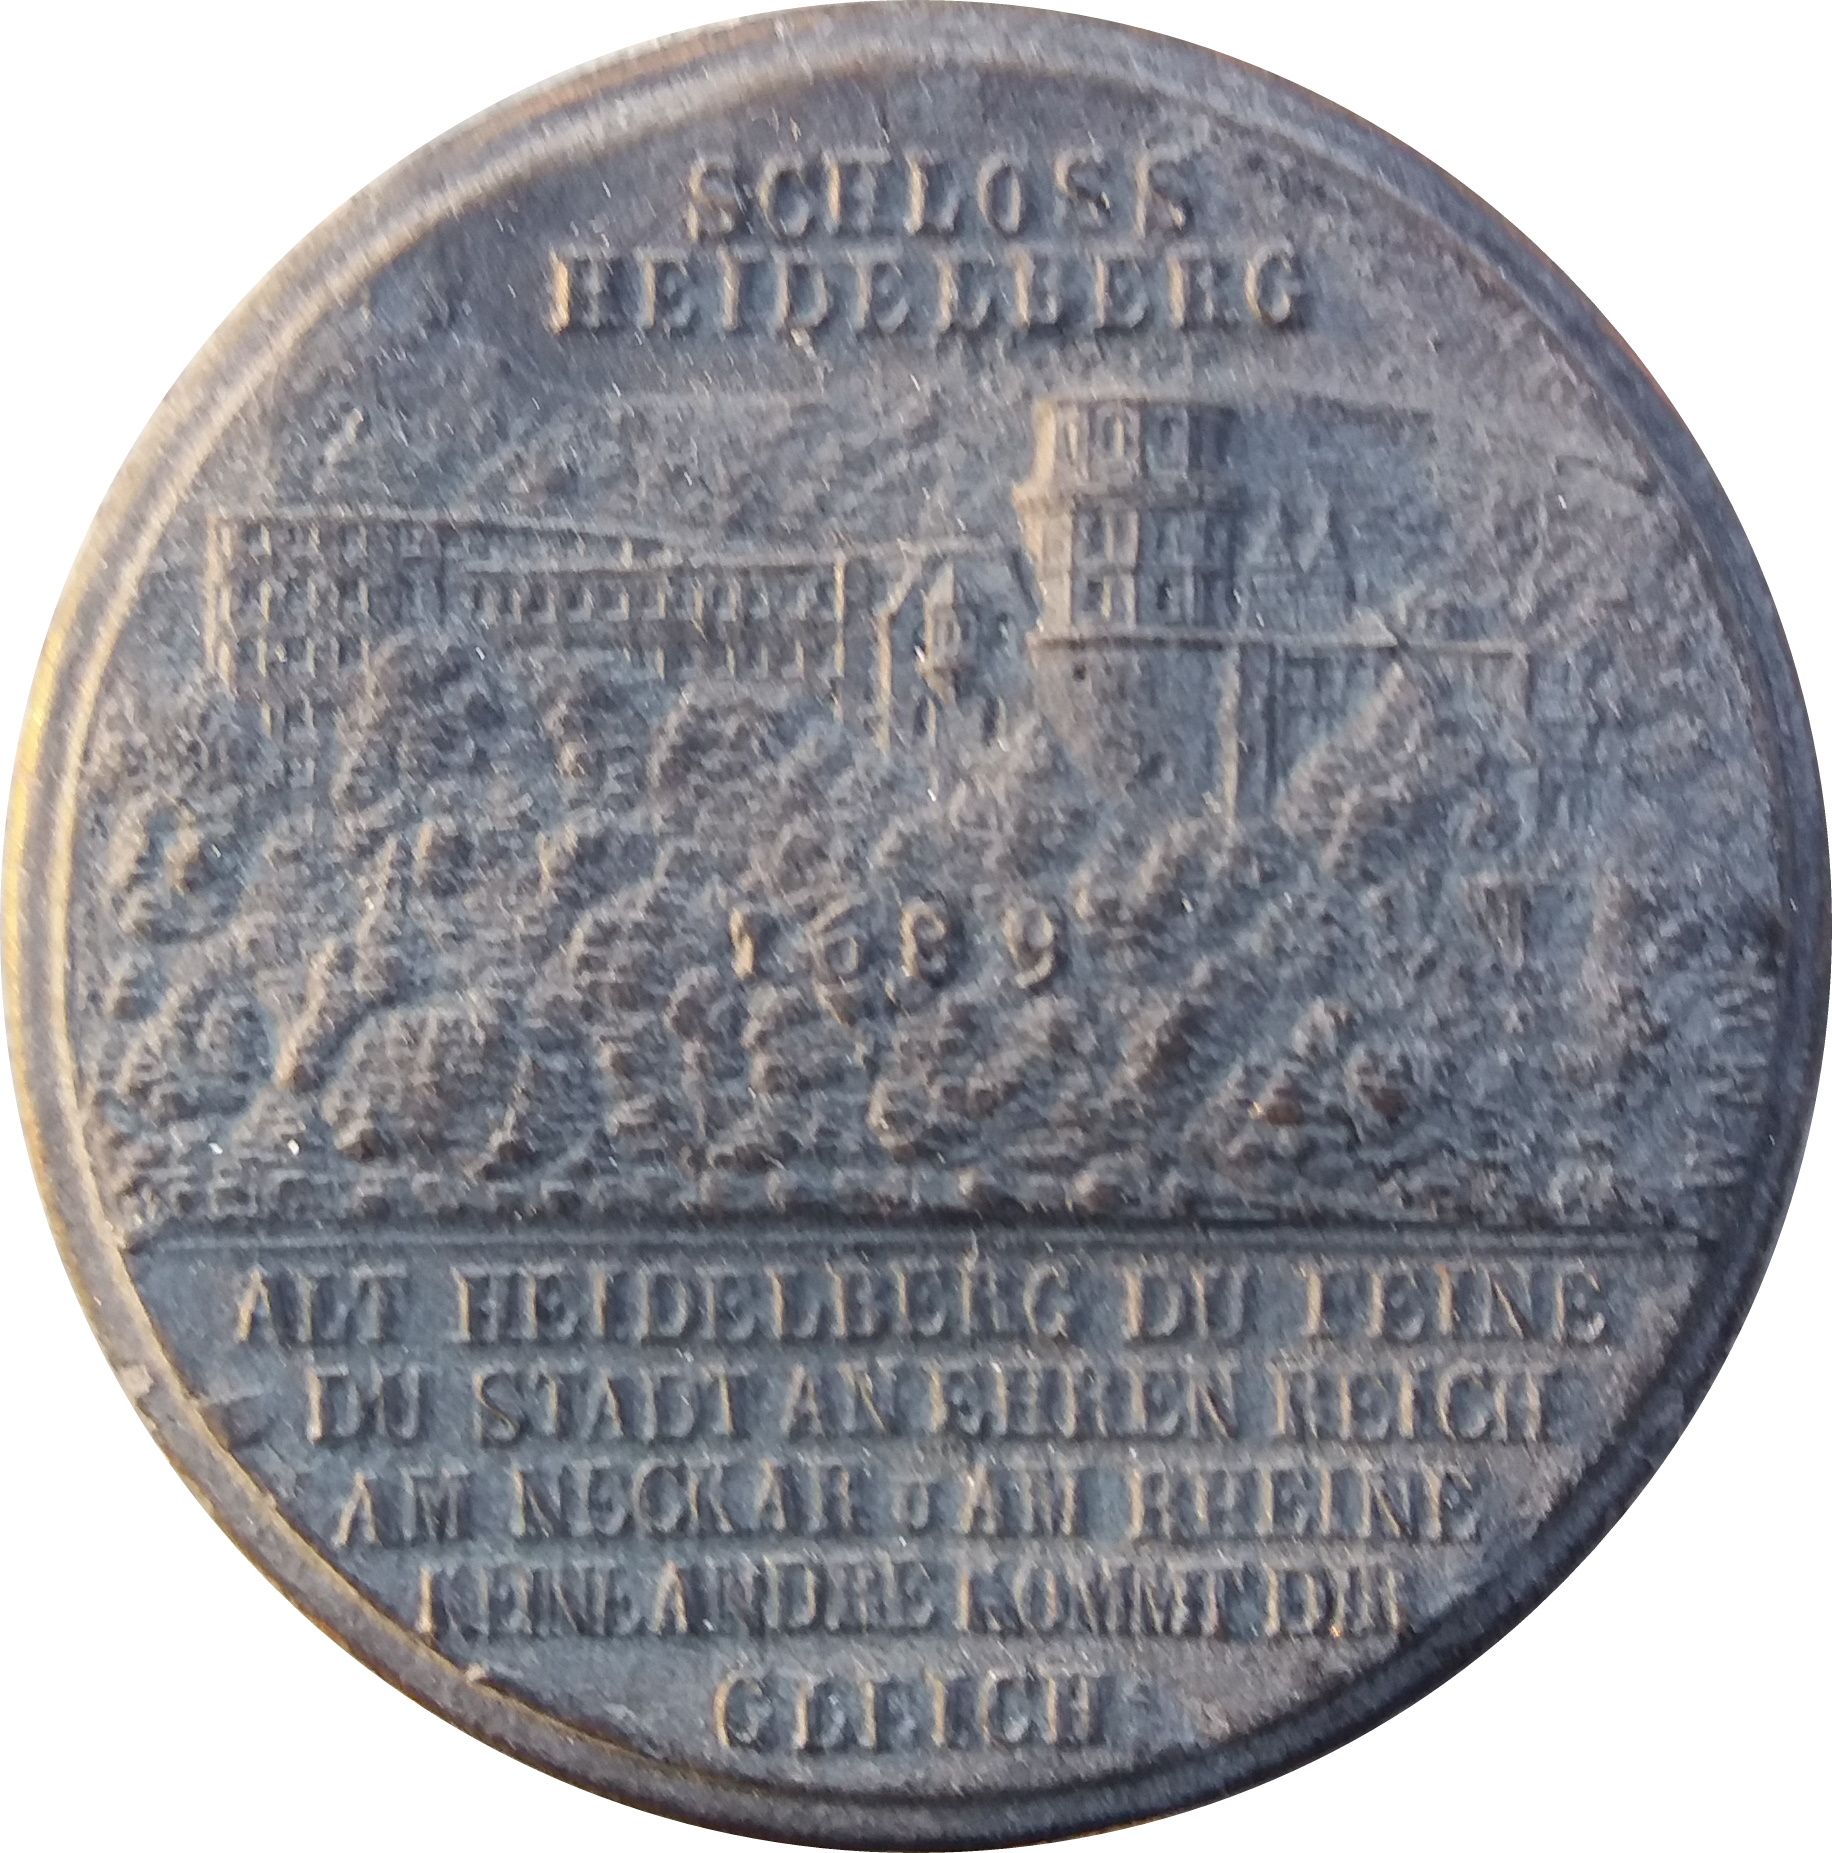 SCHLOSS
HEIDELBERG
1689
ALT HEIDELBERG DU FEINE
DU STADT AN EHREN REICH
AM NECKAR U AM RHEINE
KEINE ANDRE KOMMT DIR
GLEICH